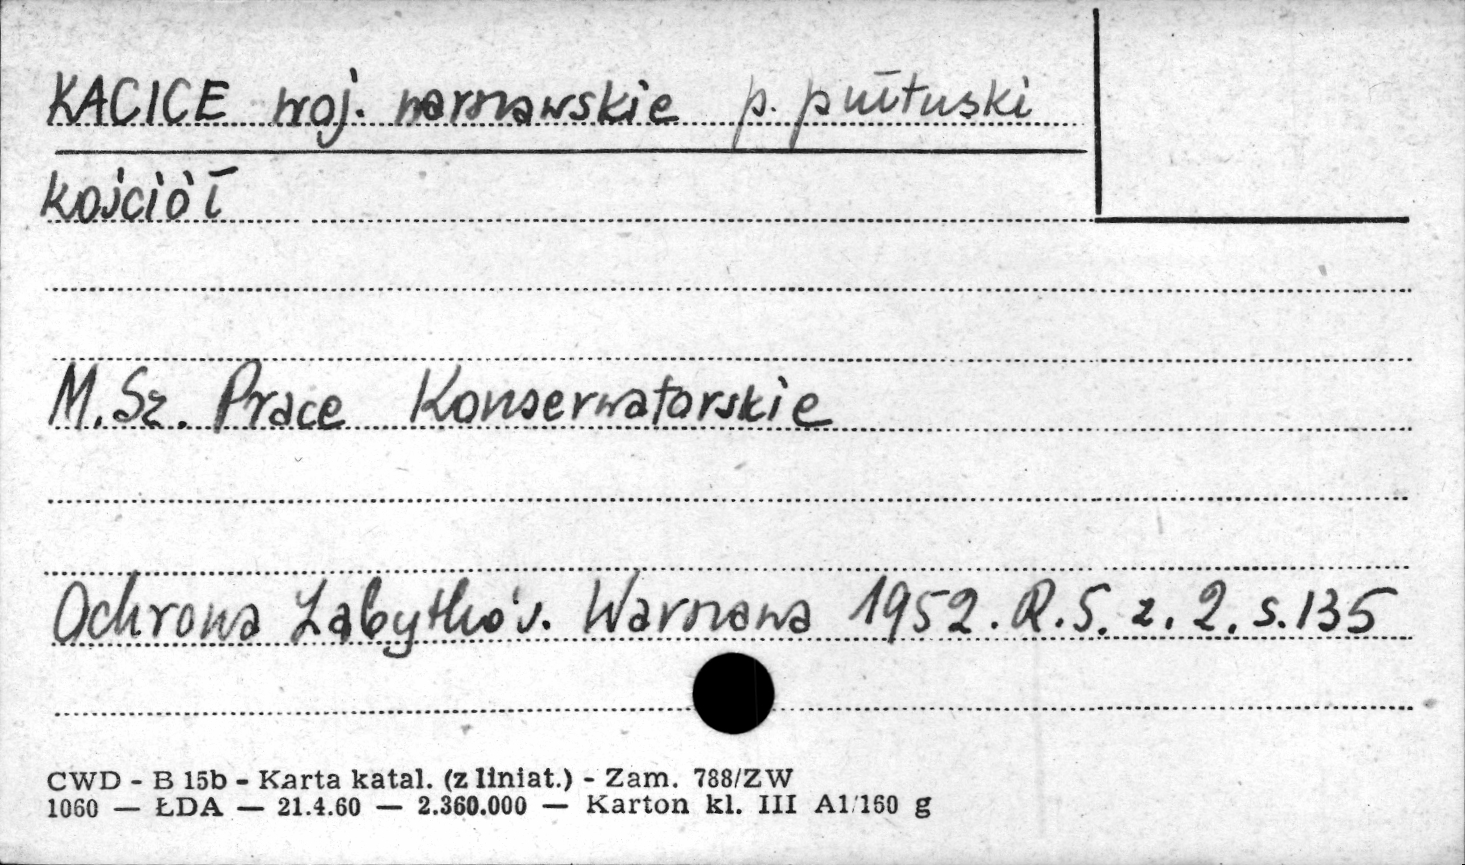 KACICE woj. warszawskie p. pułtuski
kościół
M. Sz. Prace Konserwatorskie
Ochrona Zabytków. Warszawa 1952. R. 5. z. 2. s. 135
CWD - B 15b - Karta katal. (z liniat.) - Zam. 788/ZW
1060 — ŁDA — 21.4.60 — 2.360.000 — Karton kl. III A1/160 g